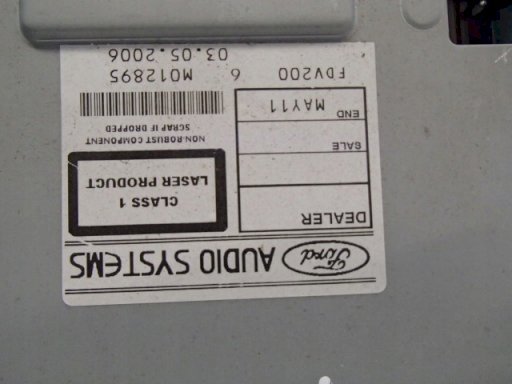 Ford AUDIO SYSTEMS
DEALER
SALE
END MAY11
CLASS 1
LASER PRODUCT
NON-ROBUST COMPONENT
SCRAP IF DROPPED
FDV200 6 M012895
03.05.2006